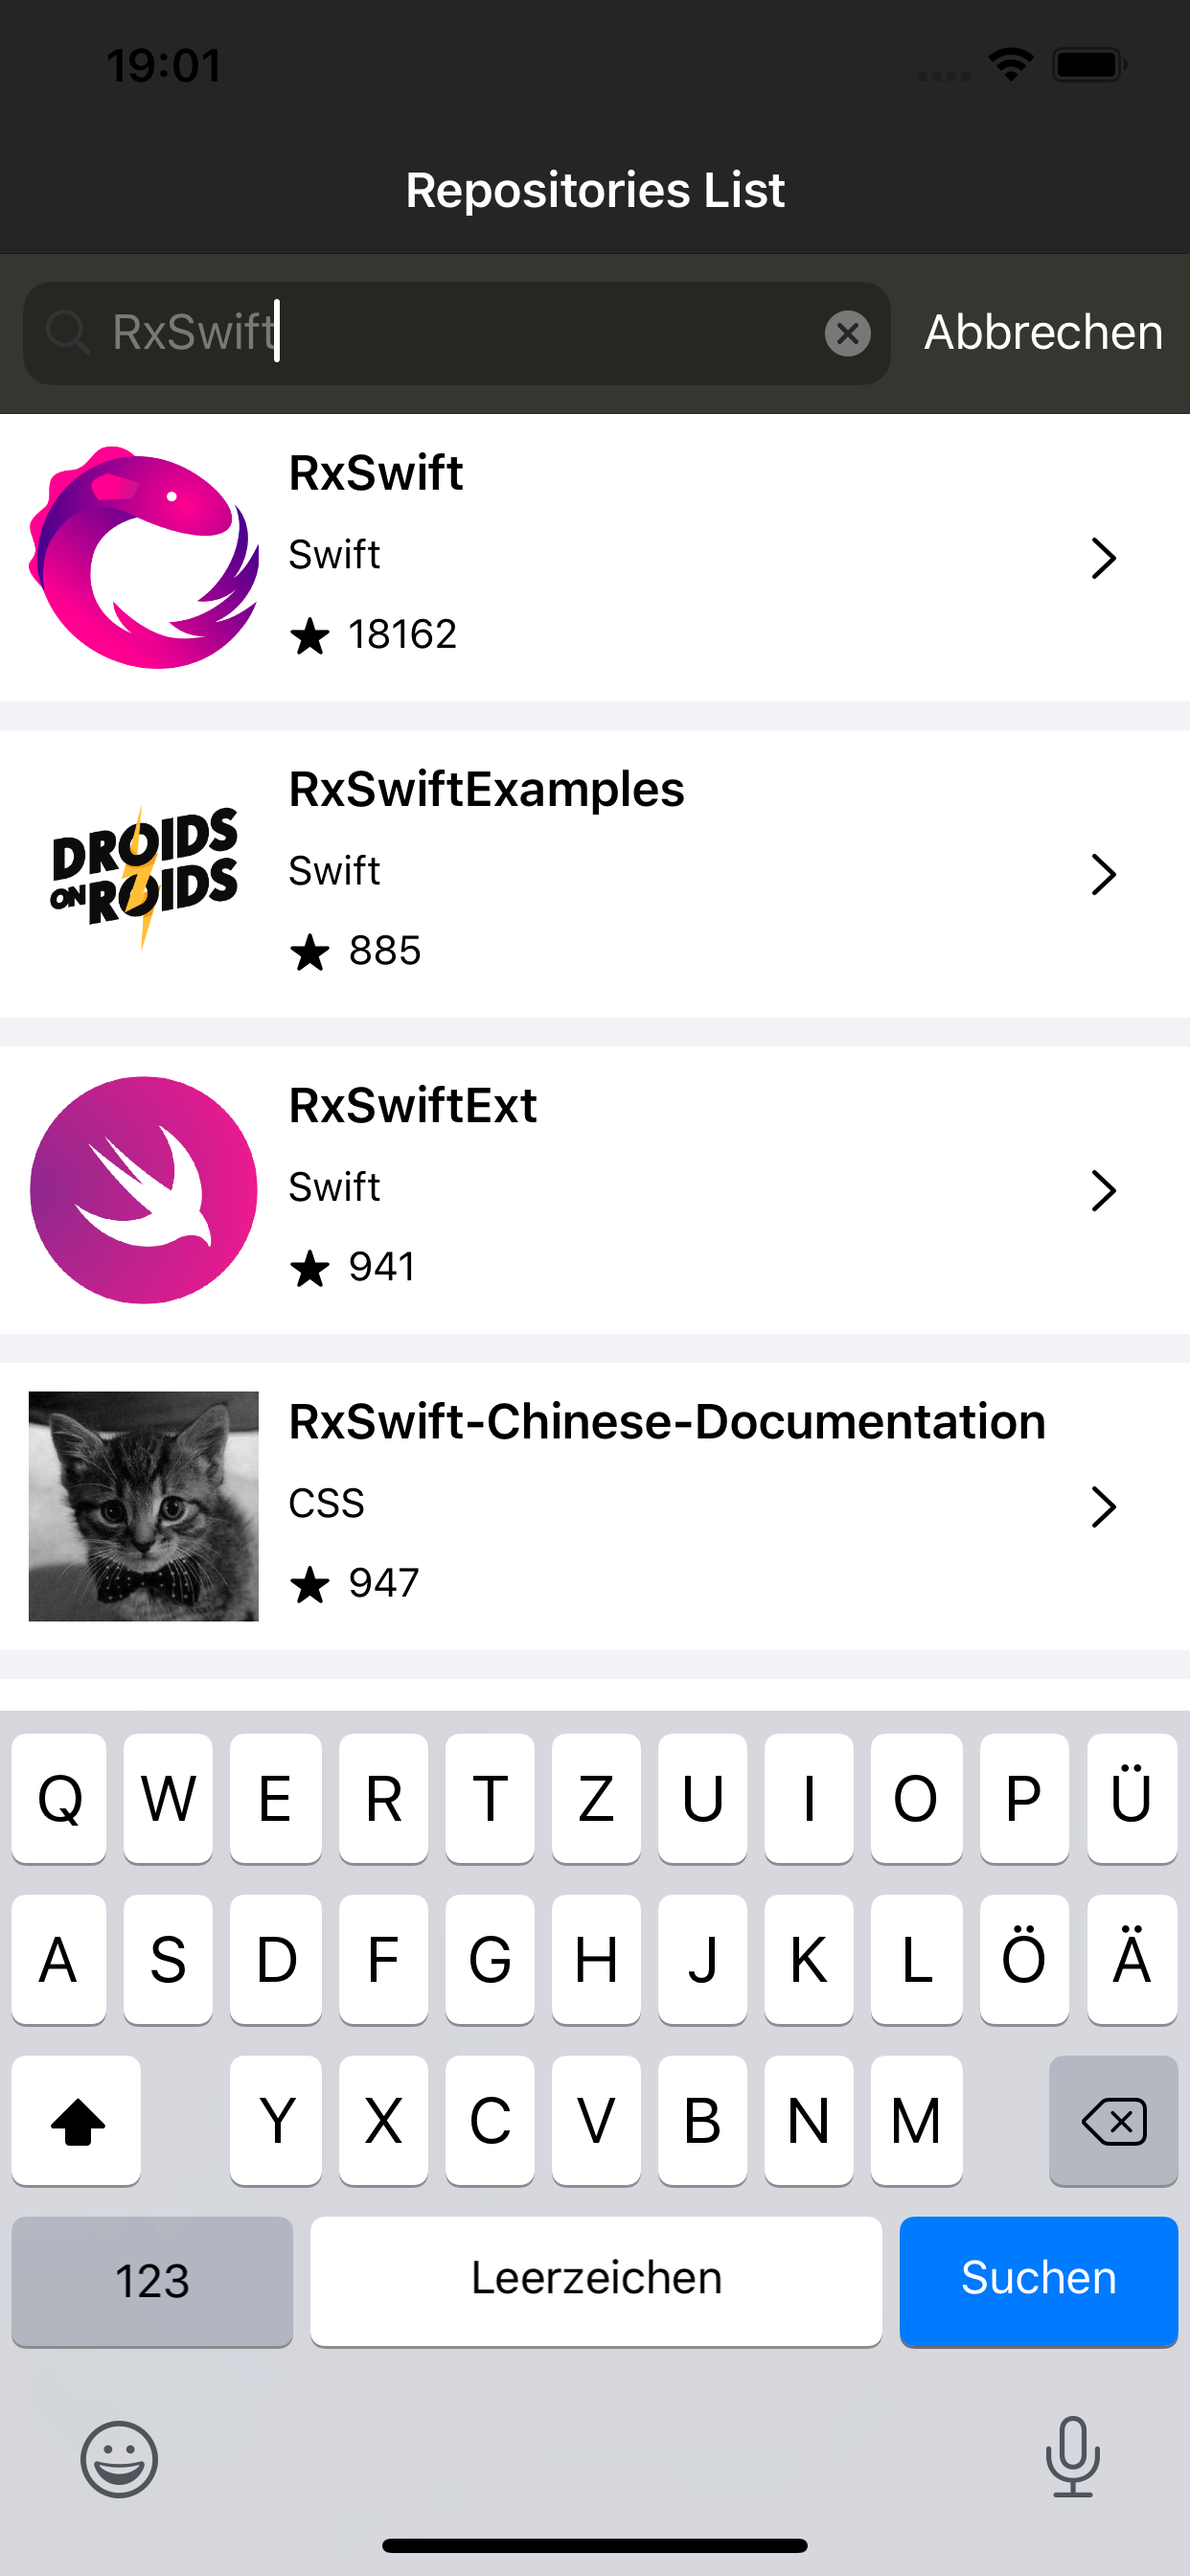 19:01
Repositories List
RxSwift
Abbrechen
RxSwift
Swift
18162
DROIDS
ON ROIDS
RxSwiftExamples
Swift
885
RxSwiftExt
Swift
941
RxSwift-Chinese-Documentation
CSS
947
Q W E R T Z U I O P Ü
A S D F G H J K L Ö Ä
Y X C V B N M
123 Leerzeichen Suchen